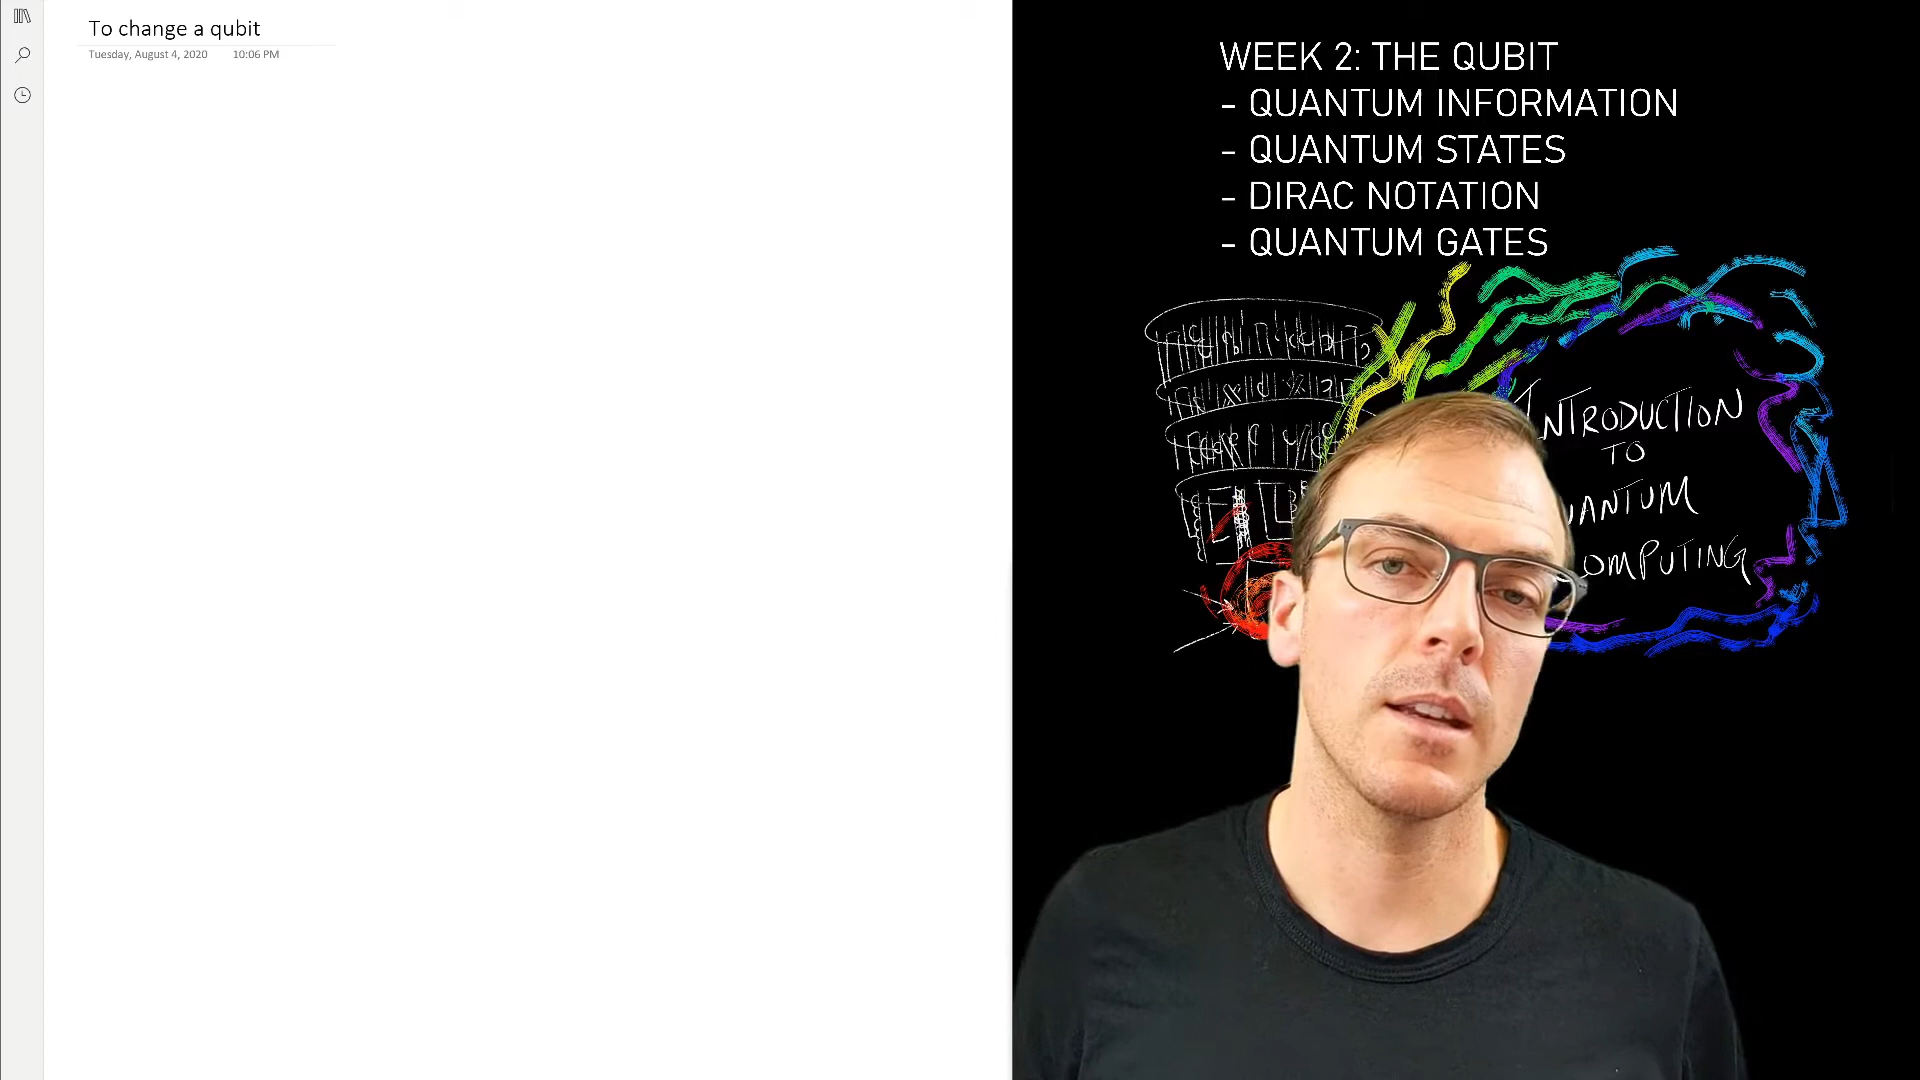 To change a qubit
Tuesday, August 4, 2020 10:06 PM
WEEK 2: THE QUBIT
- QUANTUM INFORMATION
- QUANTUM STATES
- DIRAC NOTATION
- QUANTUM GATES
INTRODUCTION
TO
UANTUM
OMPUTING